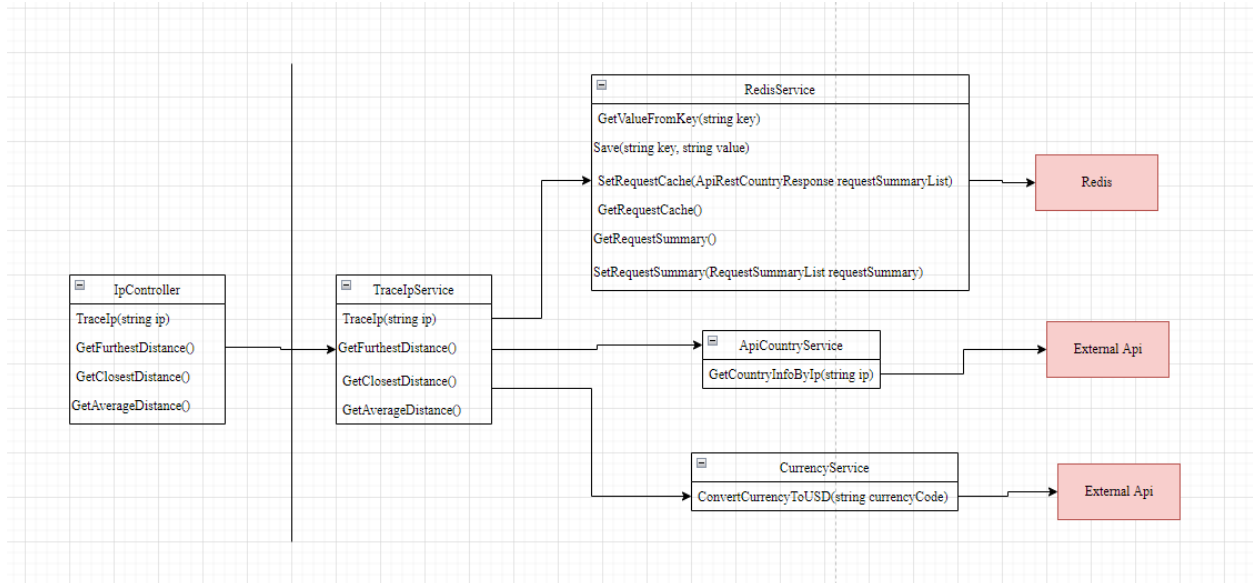 RedisService
GetValueFromKey(string key)
Save(string key, string value)
SetRequestCache(ApiRestCountryResponse requestSummaryList)
GetRequestCache()
GetRequestSummary()
SetRequestSummary(RequestSummaryList requestSummary)
Redis
IpController
TraceIp(string ip)
GetFurthestDistance()
GetClosestDistance()
GetAverageDistance()
TraceIpService
TraceIp(string ip)
GetFurthestDistance()
GetClosestDistance()
GetAverageDistance()
ApiCountryService
GetCountryInfoByIp(string ip)
External Api
CurrencyService
ConvertCurrencyToUSD(string currencyCode)
External Api